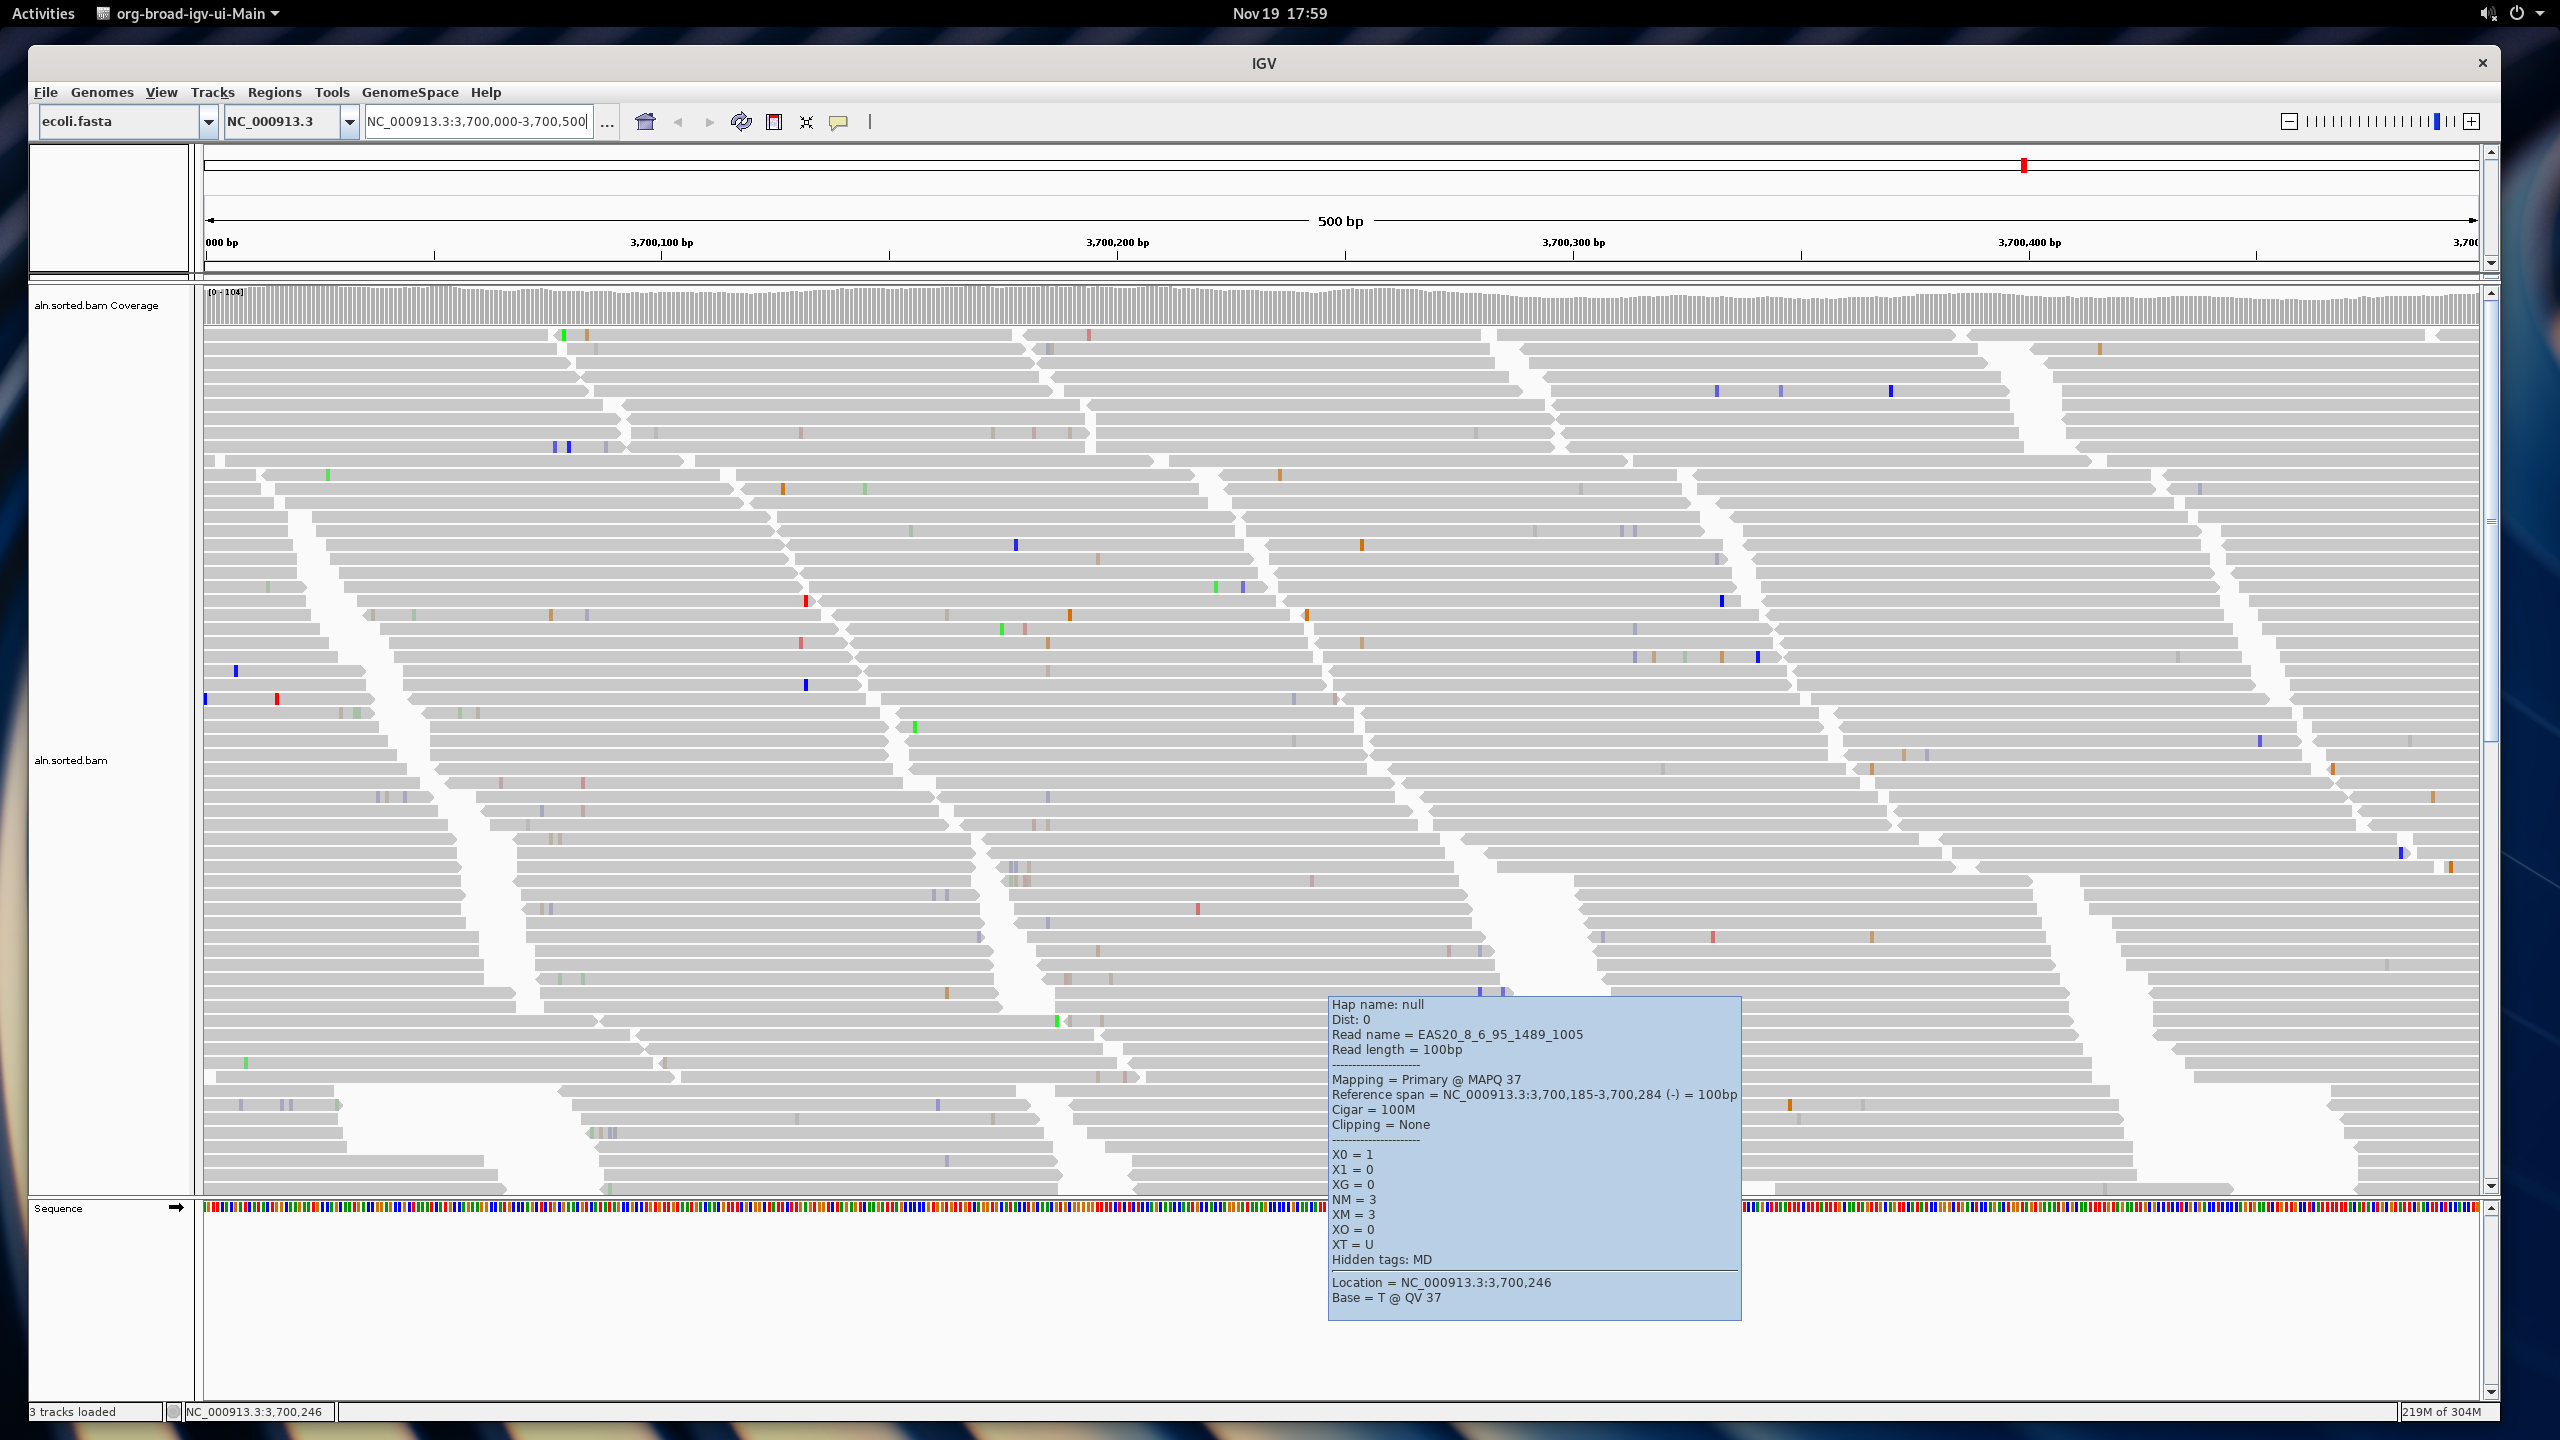 Activities org-broad-igv-ui-Main Nov 19 17:59
IGV
File Genomes View Tracks Regions Tools GenomeSpace Help
ecoli.fasta NC_000913.3 NC_000913.3:3,700,000-3,700,500 ...
500 bp
000 bp 3,700,100 bp 3,700,200 bp 3,700,300 bp 3,700,400 bp 3,700
[0 - 104]
aln.sorted.bam Coverage
aln.sorted.bam
Hap name: null
Dist: 0
Read name = EAS20_8_6_95_1489_1005
Read length = 100bp
----------------------
Mapping = Primary @ MAPQ 37
Reference span = NC_000913.3:3,700,185-3,700,284 (-) = 100bp
Cigar = 100M
Clipping = None
----------------------
X0 = 1
X1 = 0
XG = 0
NM = 3
XM = 3
XO = 0
XT = U
Hidden tags: MD
Location = NC_000913.3:3,700,246
Base = T @ QV 37
Sequence
3 tracks loaded NC_000913.3:3,700,246 219M of 304M